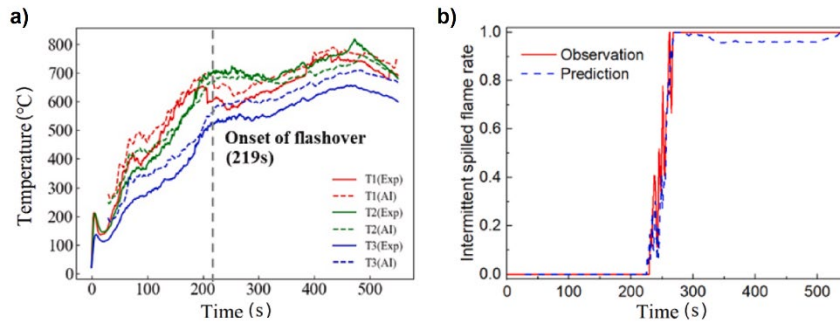 a)
800
700
600
500
400
300
200
100
0
Temperature(°C)
Onset of flashover
(219s)
T1(Exp)
T1(AI)
T2(Exp)
T2(AI)
T3(Exp)
T3(AI)
0 100 200 300 400 500
Time (s)
b)
1.0
0.8
0.6
0.4
0.2
0.0
Intermittent spilled flame rate
Observation
Prediction
0 100 200 300 400 500
Time (s)